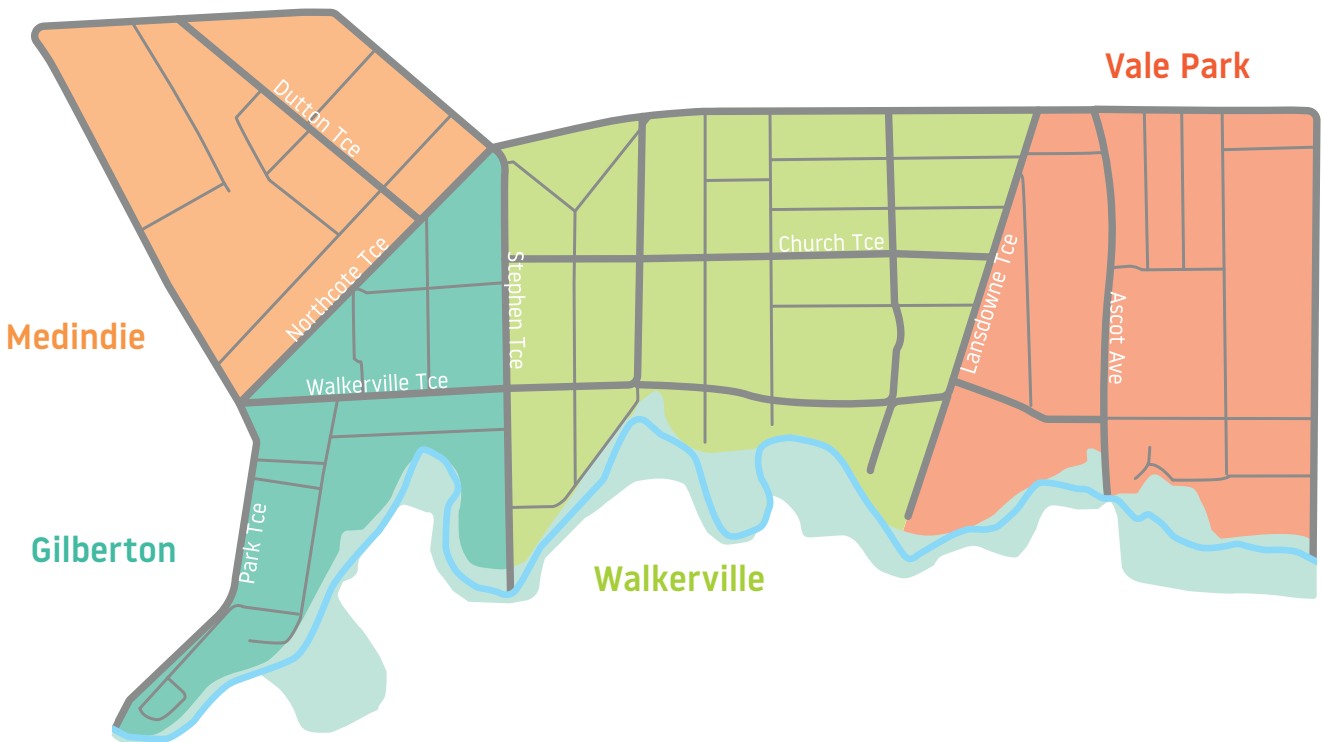 Vale Park
Dutton Tce
Northcote Tce
Church Tce
Stephen Tce
Lansdowne Tce
Ascot Ave
Medindie
Walkerville Tce
Park Tce
Gilberton
Walkerville